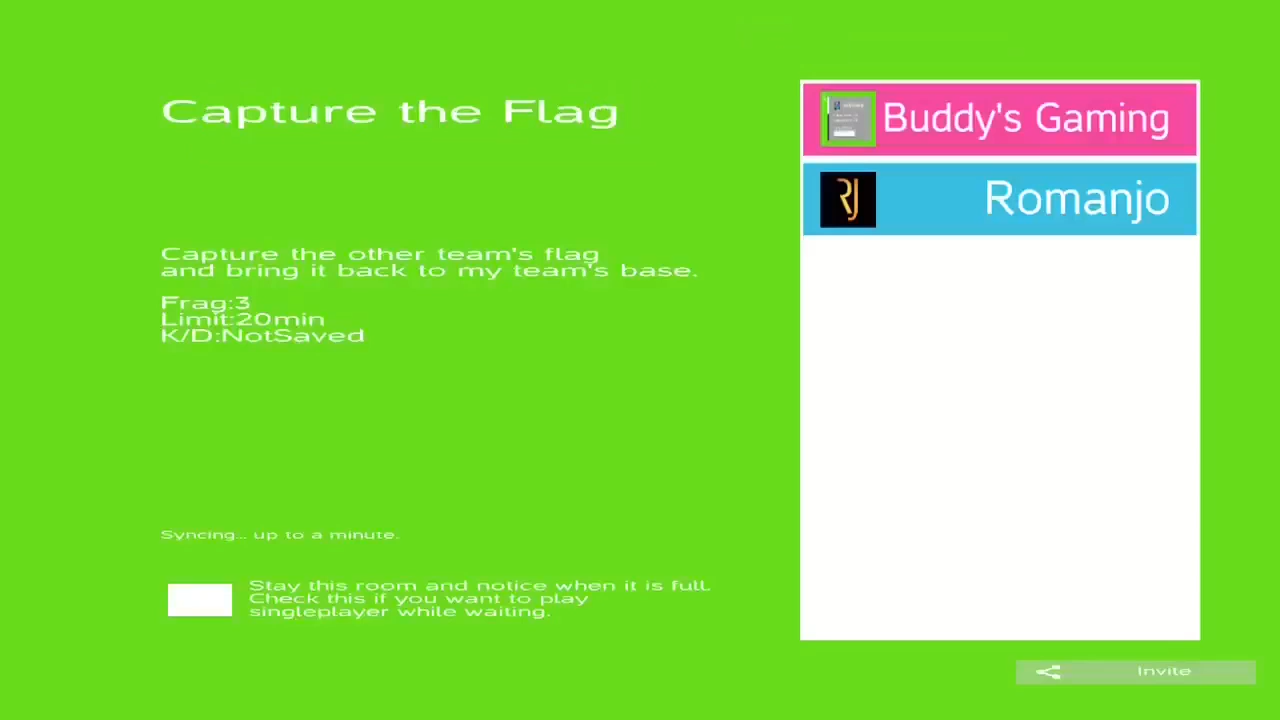 Capture the Flag
Buddy's Gaming
RJ
Romanjo
Capture the other team's flag
and bring it back to my team's base.
Frag:3
Limit:20min
K/D:NotSaved
Syncing... up to a minute.
Stay this room and notice when it is full.
Check this if you want to play
singleplayer while waiting.
Invite